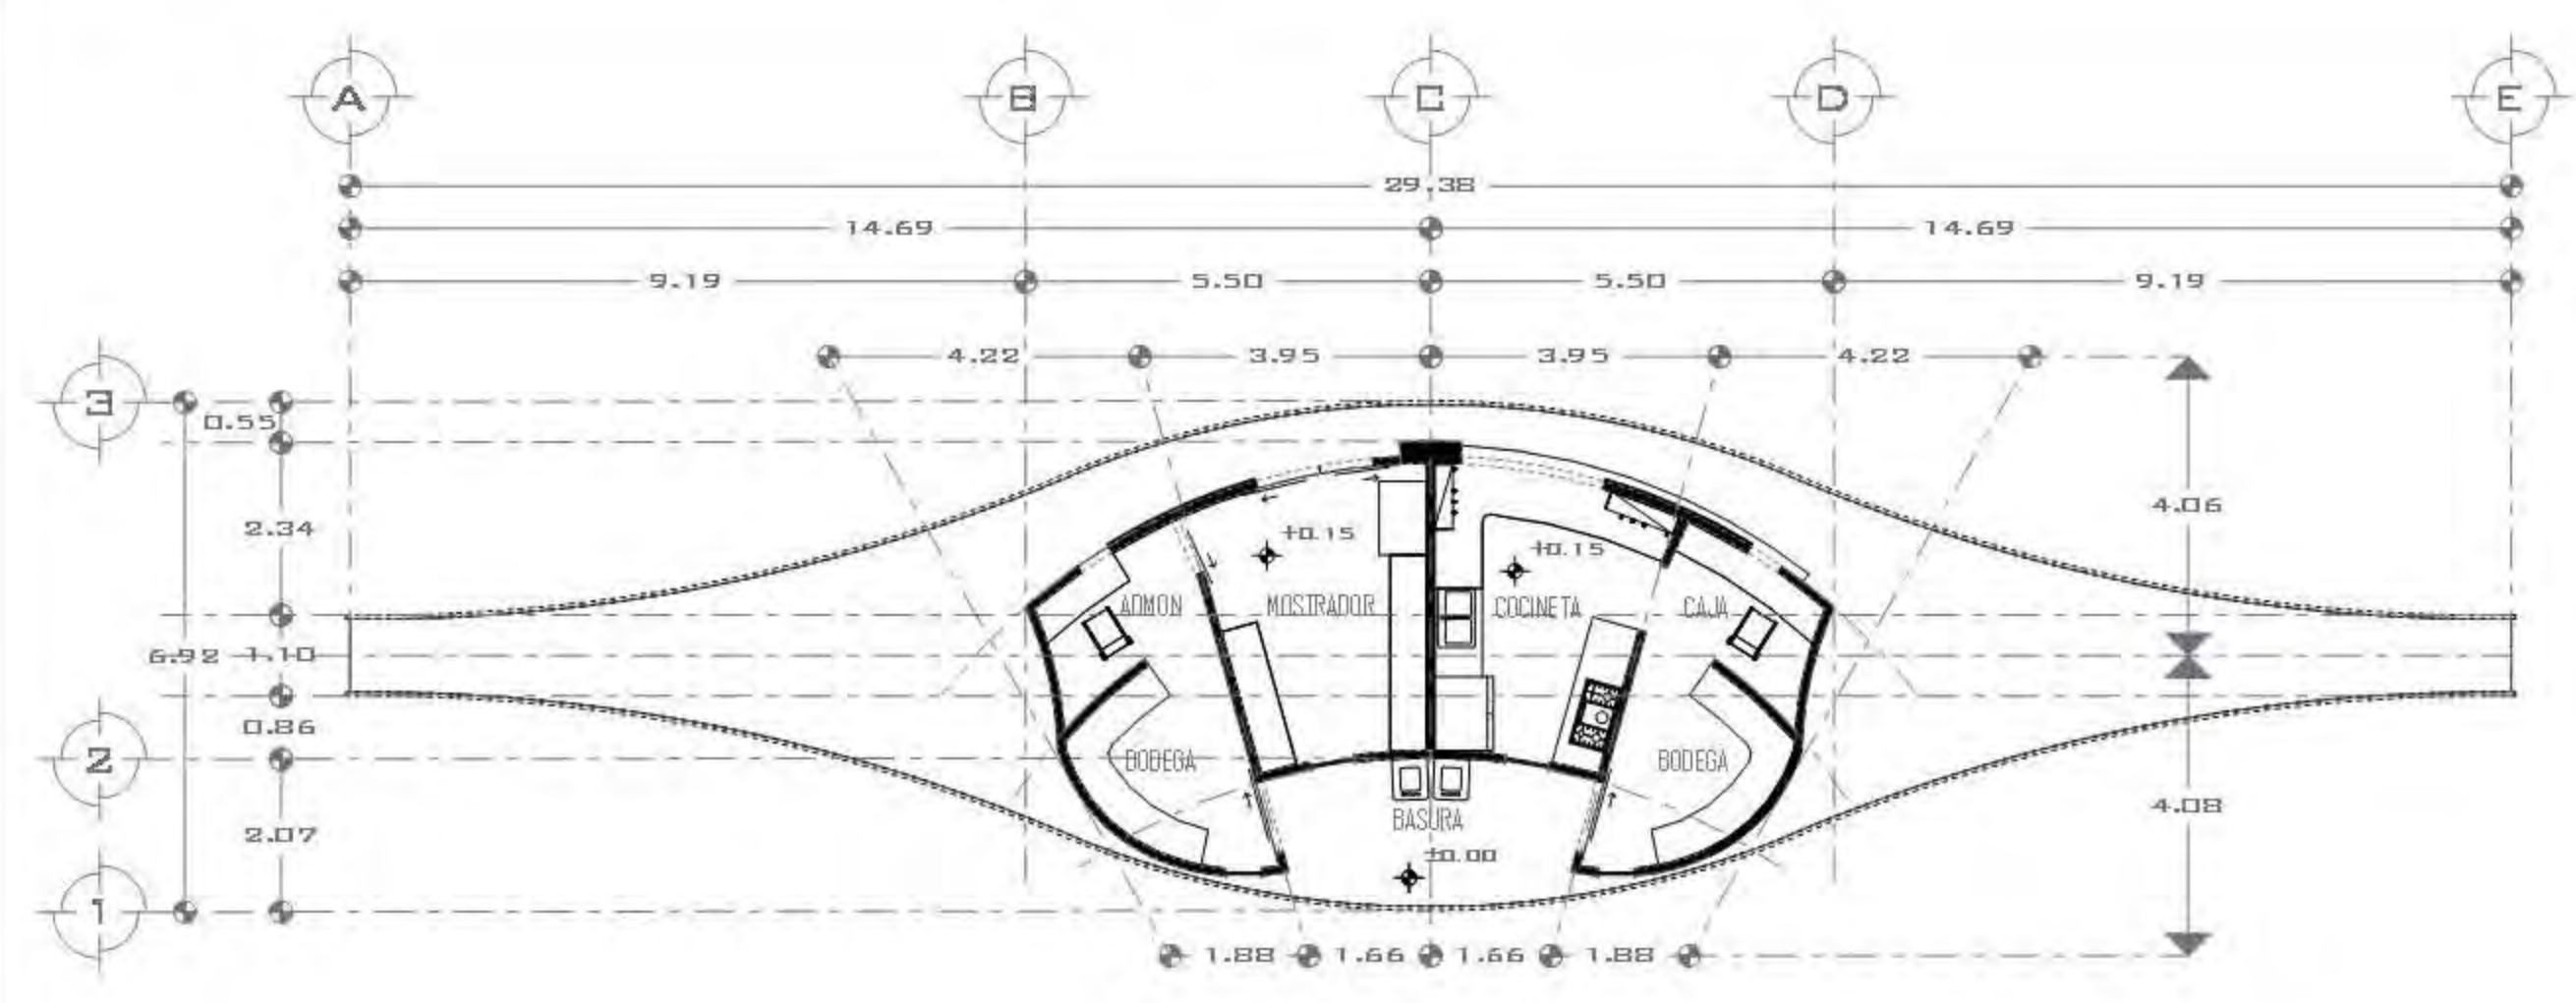 A B C D E
29.38
14.69 14.69
9.19 5.50 5.50 9.19
4.22 3.95 3.95 4.22
3
0.55
2.34
4.06
+0.15 +0.15
ADMON MOSTRADOR COCINETA CAJA
6.92 1.10
0.86
2
BODEGA BODEGA
4.08
BASURA
2.07
±0.00
1
1.88 1.66 1.66 1.88